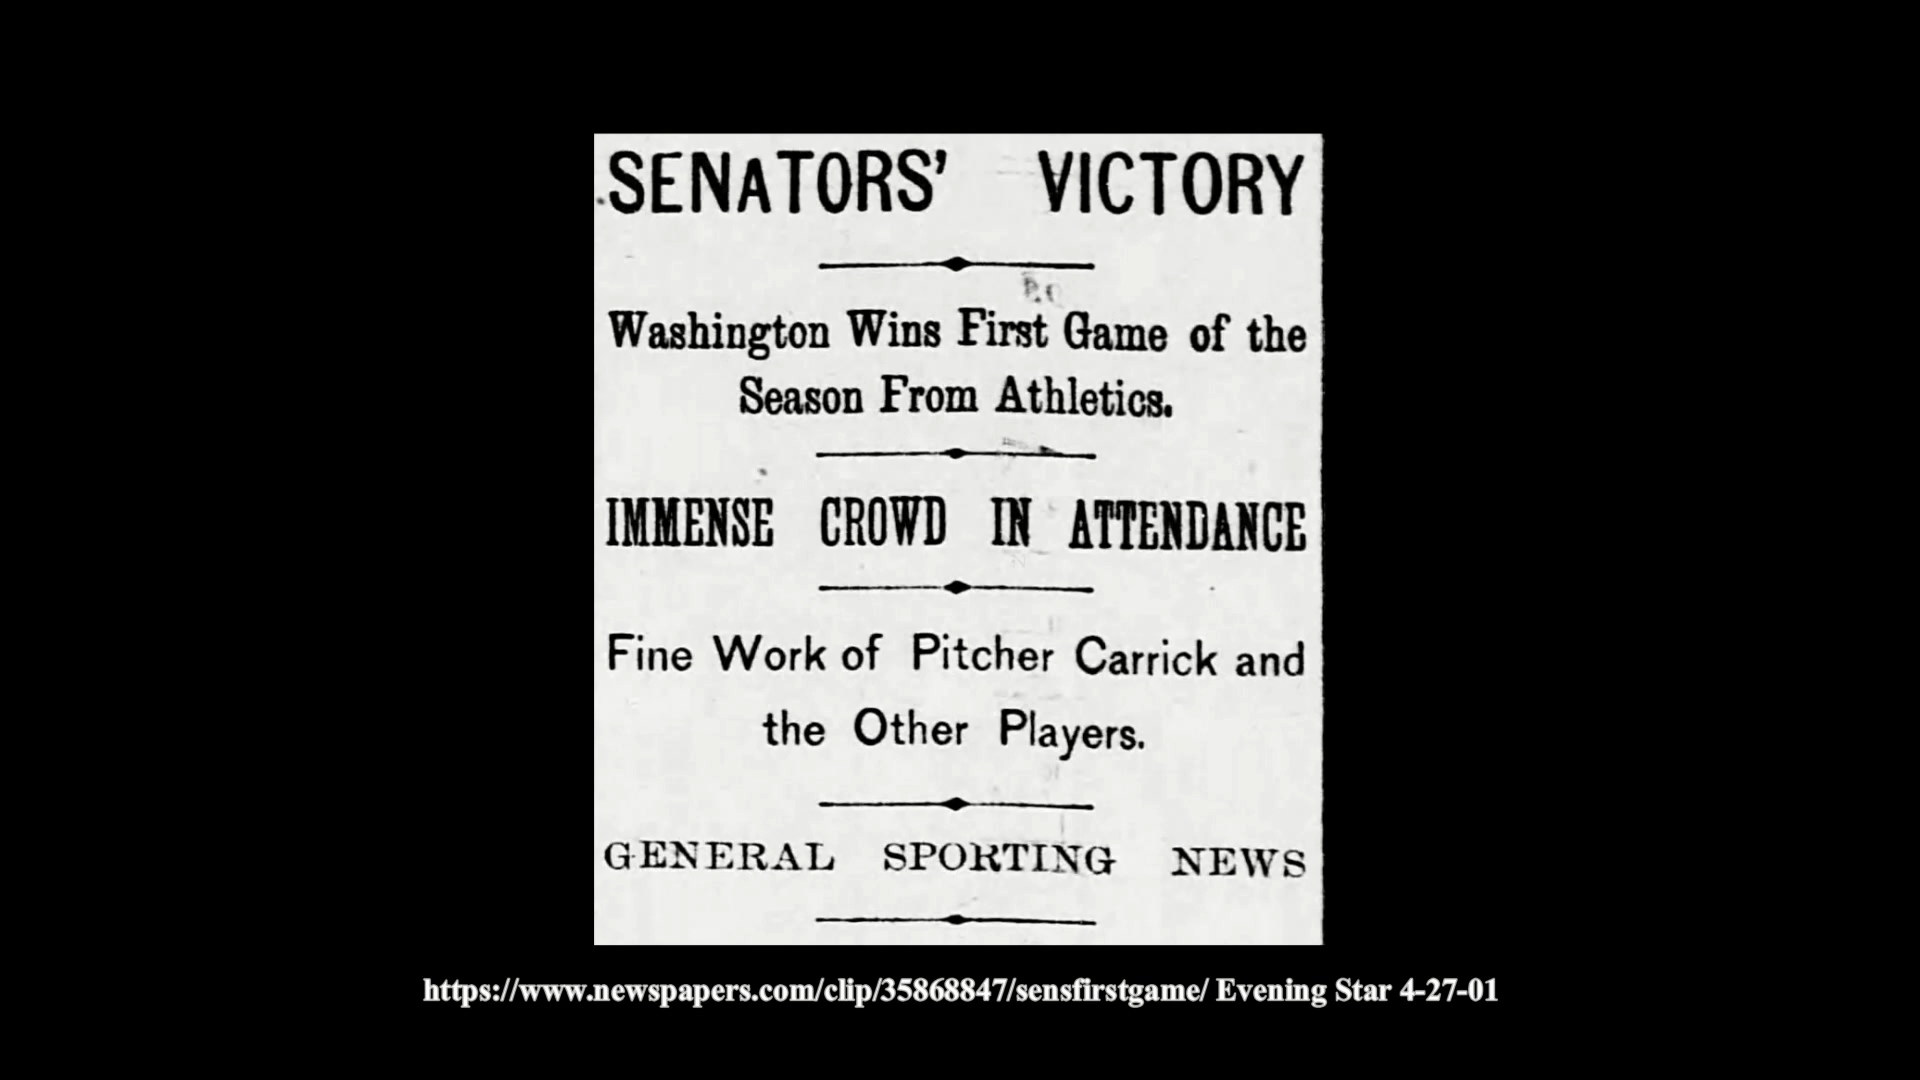 SENATORS' VICTORY
Washington Wins First Game of the
Season From Athletics.
IMMENSE CROWD IN ATTENDANCE
Fine Work of Pitcher Carrick and
the Other Players.
GENERAL SPORTING NEWS
https://www.newspapers.com/clip/35868847/sensfirstgame/ Evening Star 4-27-01